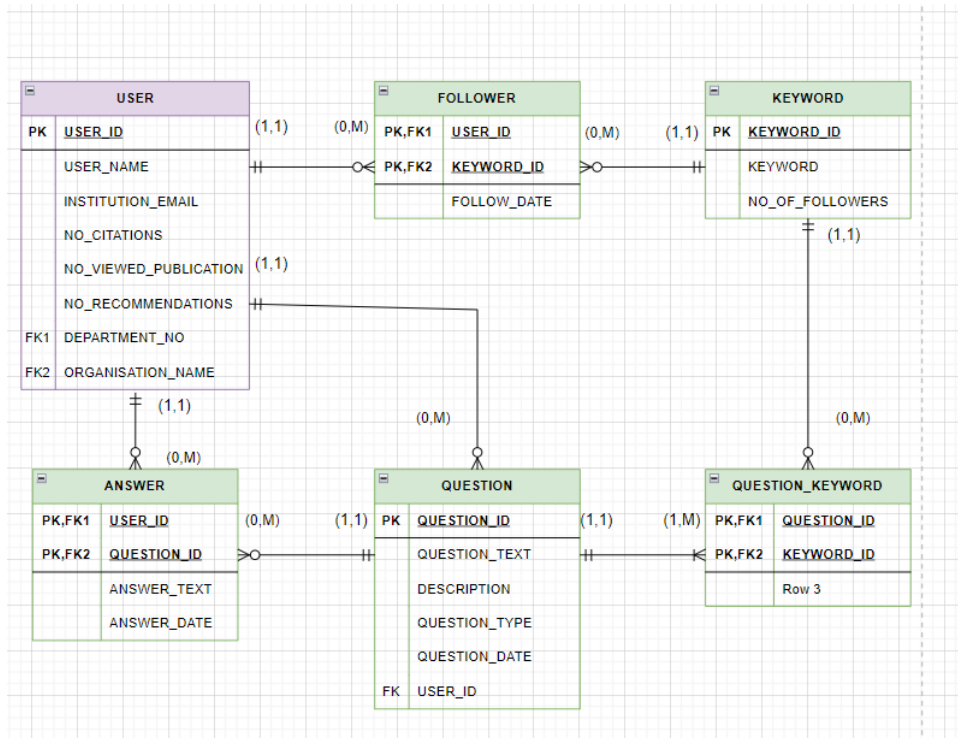 USER
PK USER_ID
USER_NAME
INSTITUTION_EMAIL
NO_CITATIONS
NO_VIEWED_PUBLICATION
NO_RECOMMENDATIONS
FK1 DEPARTMENT_NO
FK2 ORGANISATION_NAME
(1,1)
(0,M)
FOLLOWER
PK,FK1 USER_ID
PK,FK2 KEYWORD_ID
FOLLOW_DATE
(0,M)
(1,1)
KEYWORD
PK KEYWORD_ID
KEYWORD
NO_OF_FOLLOWERS
(1,1)
(1,1)
(1,1)
(0,M)
(0,M)
(0,M)
ANSWER
PK,FK1 USER_ID
PK,FK2 QUESTION_ID
ANSWER_TEXT
ANSWER_DATE
(0,M)
(1,1)
QUESTION
PK QUESTION_ID
QUESTION_TEXT
DESCRIPTION
QUESTION_TYPE
QUESTION_DATE
FK USER_ID
(1,1)
(1,M)
QUESTION_KEYWORD
PK,FK1 QUESTION_ID
PK,FK2 KEYWORD_ID
Row 3